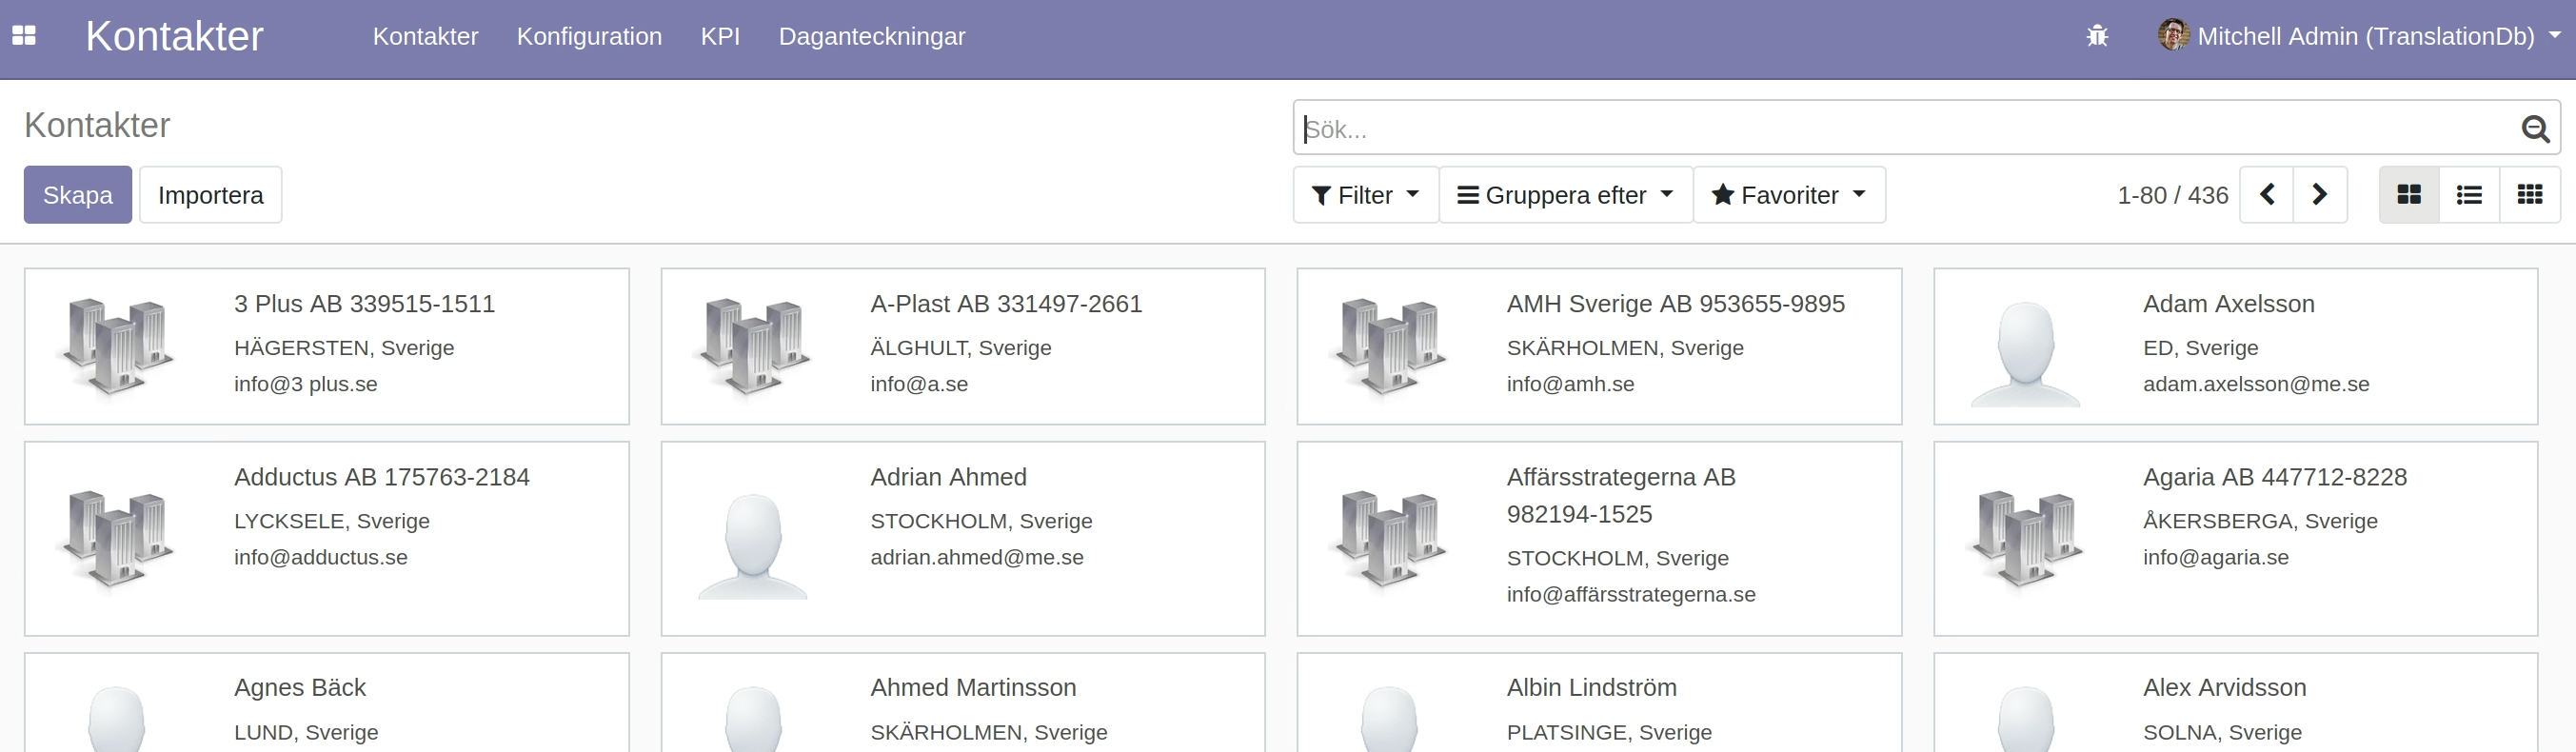 Kontakter Kontakter Konfiguration KPI Daganteckningar Mitchell Admin (TranslationDb)
Kontakter
Sök...
Skapa Importera Filter Gruppera efter Favoriter 1-80 / 436
3 Plus AB 339515-1511
HÄGERSTEN, Sverige
info@3 plus.se
A-Plast AB 331497-2661
ÄLGHULT, Sverige
info@a.se
AMH Sverige AB 953655-9895
SKÄRHOLMEN, Sverige
info@amh.se
Adam Axelsson
ED, Sverige
adam.axelsson@me.se
Adductus AB 175763-2184
LYCKSELE, Sverige
info@adductus.se
Adrian Ahmed
STOCKHOLM, Sverige
adrian.ahmed@me.se
Affärsstrategerna AB
982194-1525
STOCKHOLM, Sverige
info@affärsstrategerna.se
Agaria AB 447712-8228
ÅKERSBERGA, Sverige
info@agaria.se
Agnes Bäck
LUND, Sverige
Ahmed Martinsson
SKÄRHOLMEN, Sverige
Albin Lindström
PLATSINGE, Sverige
Alex Arvidsson
SOLNA, Sverige